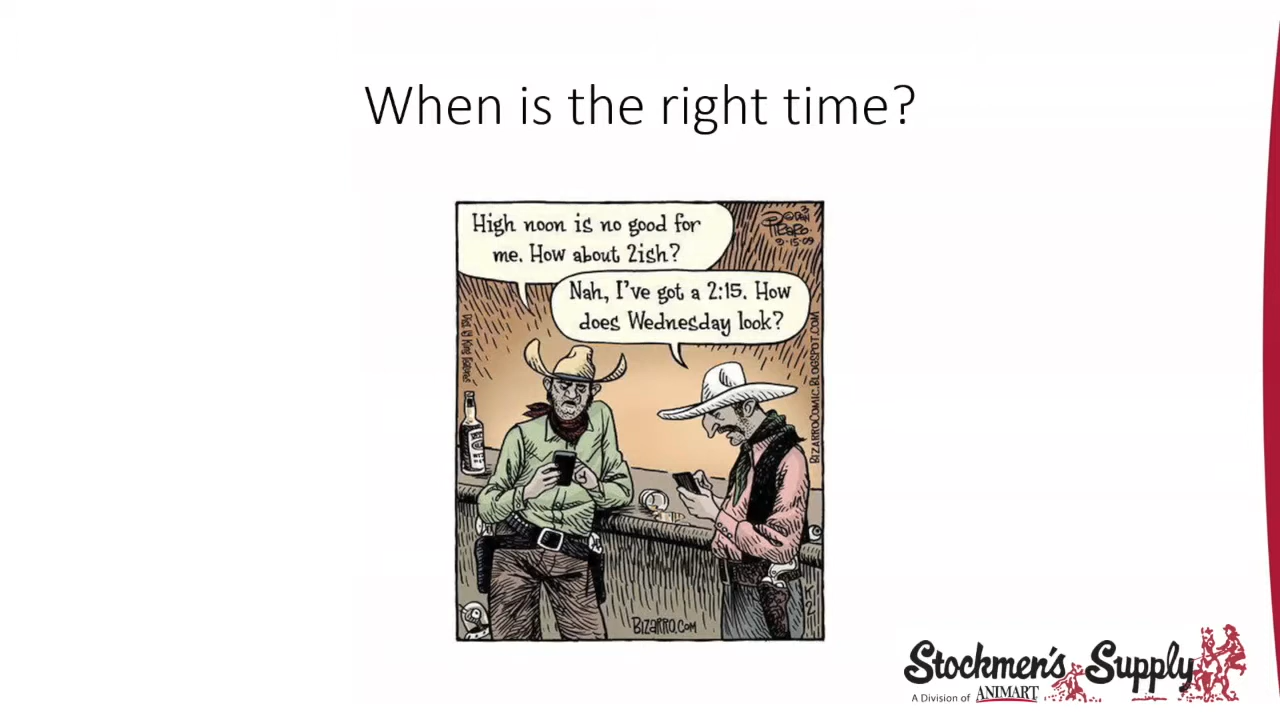 When is the right time?
High noon is no good for
me. How about 2ish?
Nah, I've got a 2:15. How
does Wednesday look?
BIZARROCOMIC.BLOGSPOT.COM
BIZARRO.COM
K2
Stockmen's Supply
A Division of ANIMART